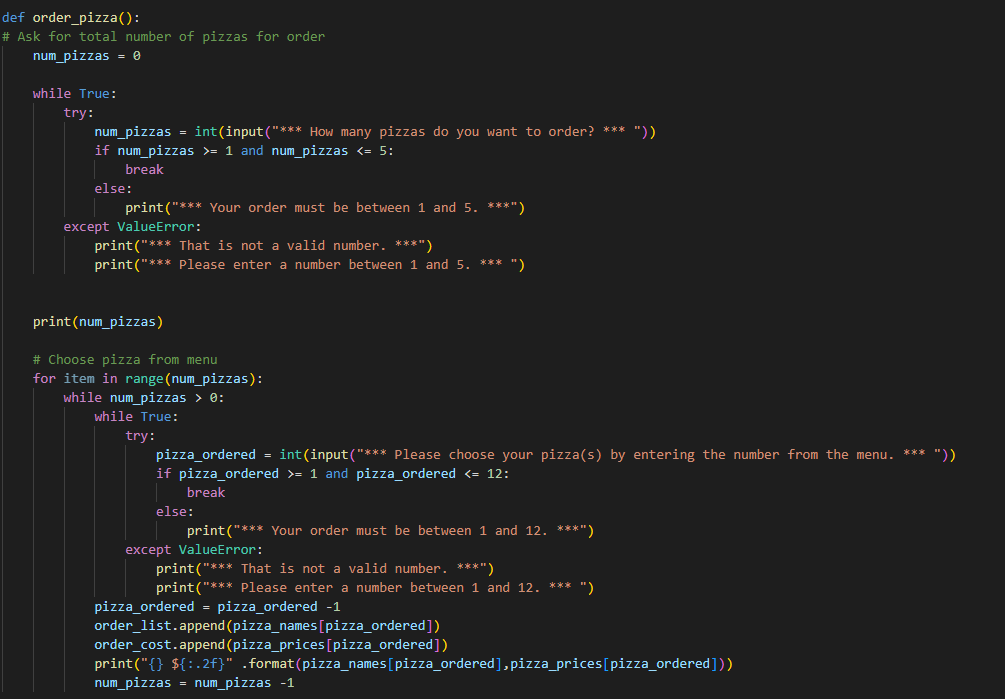 def order_pizza():
# Ask for total number of pizzas for order
    num_pizzas = 0
    while True:
        try:
            num_pizzas = int(input("*** How many pizzas do you want to order? *** "))
            if num_pizzas >= 1 and num_pizzas <= 5:
                break
            else:
                print("*** Your order must be between 1 and 5. ***")
        except ValueError:
            print("*** That is not a valid number. ***")
            print("*** Please enter a number between 1 and 5. *** ")
    print(num_pizzas)
    # Choose pizza from menu
    for item in range(num_pizzas):
        while num_pizzas > 0:
            while True:
                try:
                    pizza_ordered = int(input("*** Please choose your pizza(s) by entering the number from the menu. *** "))
                    if pizza_ordered >= 1 and pizza_ordered <= 12:
                        break
                    else:
                        print("*** Your order must be between 1 and 12. ***")
                except ValueError:
                    print("*** That is not a valid number. ***")
                    print("*** Please enter a number between 1 and 12. *** ")
            pizza_ordered = pizza_ordered -1
            order_list.append(pizza_names[pizza_ordered])
            order_cost.append(pizza_prices[pizza_ordered])
            print("{} ${:.2f}" .format(pizza_names[pizza_ordered],pizza_prices[pizza_ordered]))
            num_pizzas = num_pizzas -1